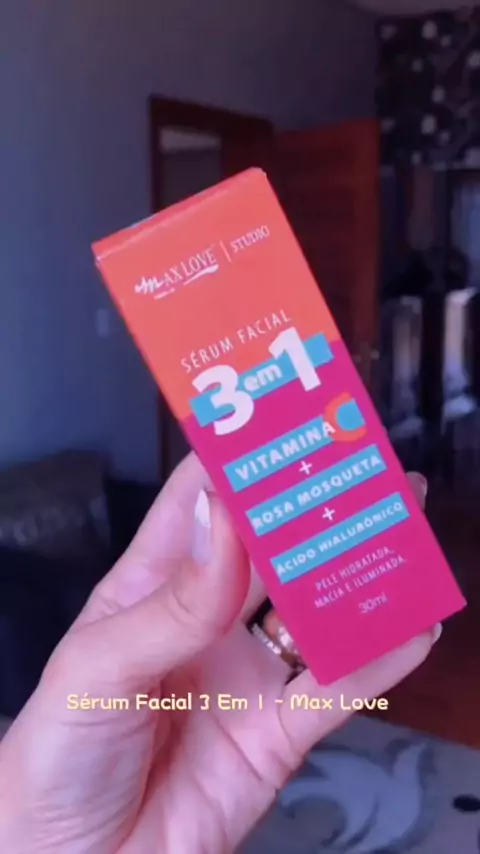 Max Love | STUDIO
SÉRUM FACIAL
3 em 1
VITAMINA C
+
ROSA MOSQUETA
+
ÁCIDO HIALURÔNICO
PELE HIDRATADA,
MACIA E ILUMINADA.
30ml
Sérum Facial 3 Em 1 - Max Love